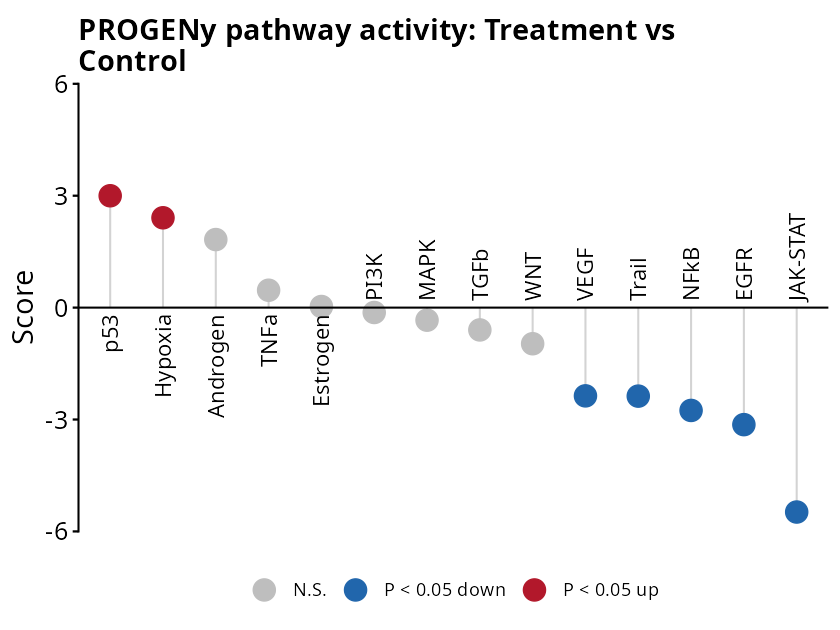 PROGENy pathway activity: Treatment vs
Control
6
3
0
-3
-6
Score
p53
Hypoxia
Androgen
TNFa
Estrogen
PI3K
MAPK
TGFb
WNT
VEGF
Trail
NFkB
EGFR
JAK-STAT
N.S.
P < 0.05 down
P < 0.05 up